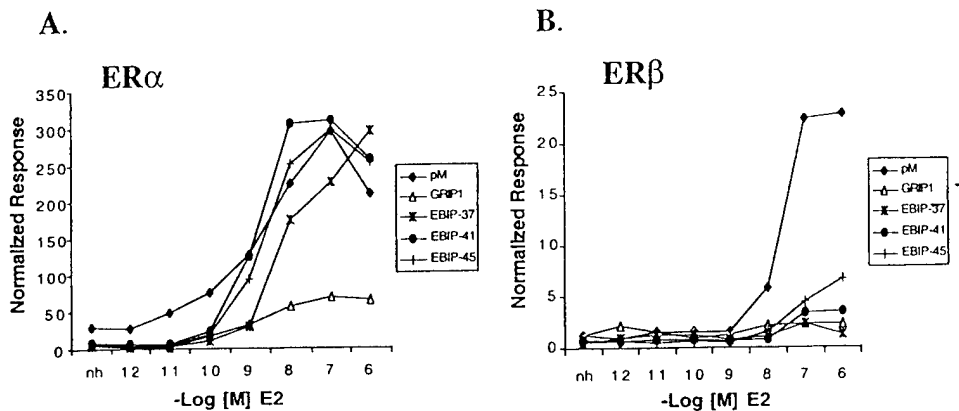 A.
ERα
Normalized Response
350
300
250
200
150
100
50
0
nh 12 11 10 9 8 7 6
-Log [M] E2
pM
GRIP1
EBIP-37
EBIP-41
EBIP-45
B.
ERβ
Normalized Response
25
20
15
10
5
0
nh 12 11 10 9 8 7 6
-Log [M] E2
pM
GRIP1
EBIP-37
EBIP-41
EBIP-45